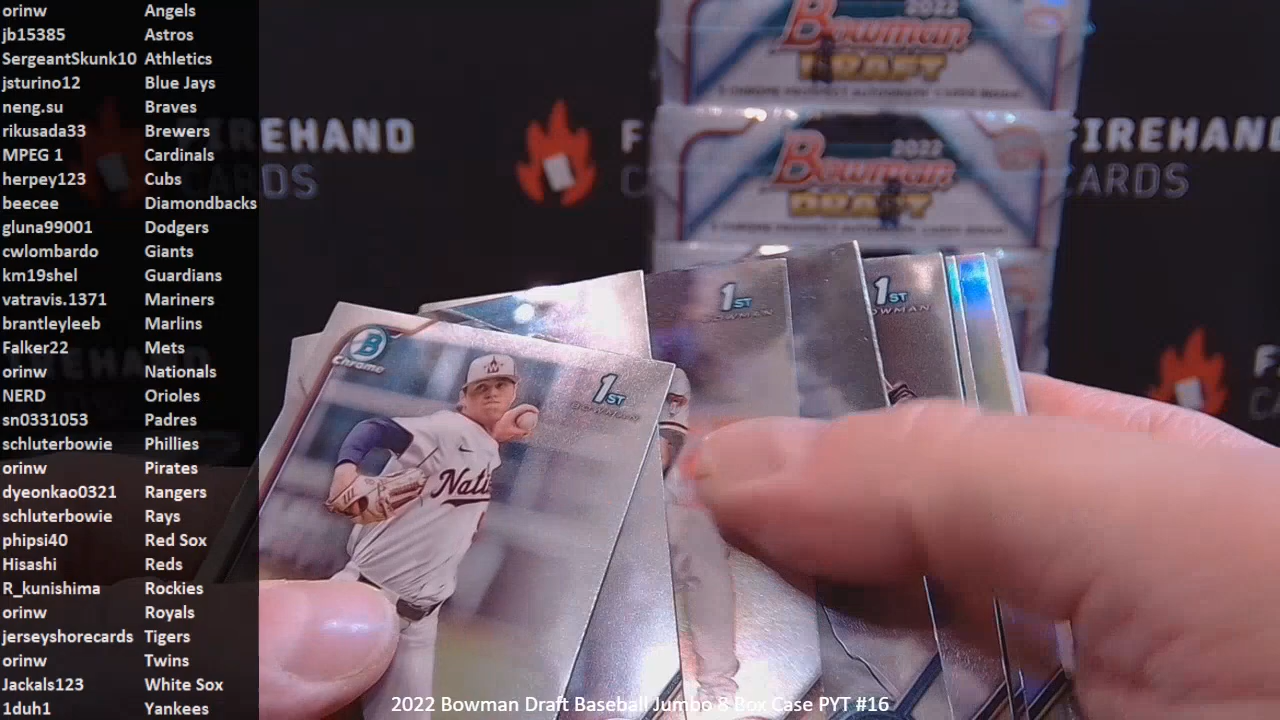 orinw Angels
jb15385 Astros
SergeantSkunk10 Athletics
jsturino12 Blue Jays
neng.su Braves
rikusada33 Brewers
MPEG 1 Cardinals
herpey123 Cubs
beecee Diamondbacks
gluna99001 Dodgers
cwlombardo Giants
km19shel Guardians
vatravis.1371 Mariners
brantleyleeb Marlins
Falker22 Mets
orinw Nationals
NERD Orioles
sn0331053 Padres
schluterbowie Phillies
orinw Pirates
dyeonkao0321 Rangers
schluterbowie Rays
phipsi40 Red Sox
Hisashi Reds
R_kunishima Rockies
orinw Royals
jerseyshorecards Tigers
orinw Twins
Jackals123 White Sox
1duh1 Yankees
2022
Bowman
DRAFT
2022
Bowman
DRAFT
FIREHAND
CARDS
FIREHAND
CARDS
B
Chrome
1ST
BOWMAN
Nati
1ST
BOWMAN
1ST
BOWMAN
2022 Bowman Draft Baseball Jumbo 8 Box Case PYT #16